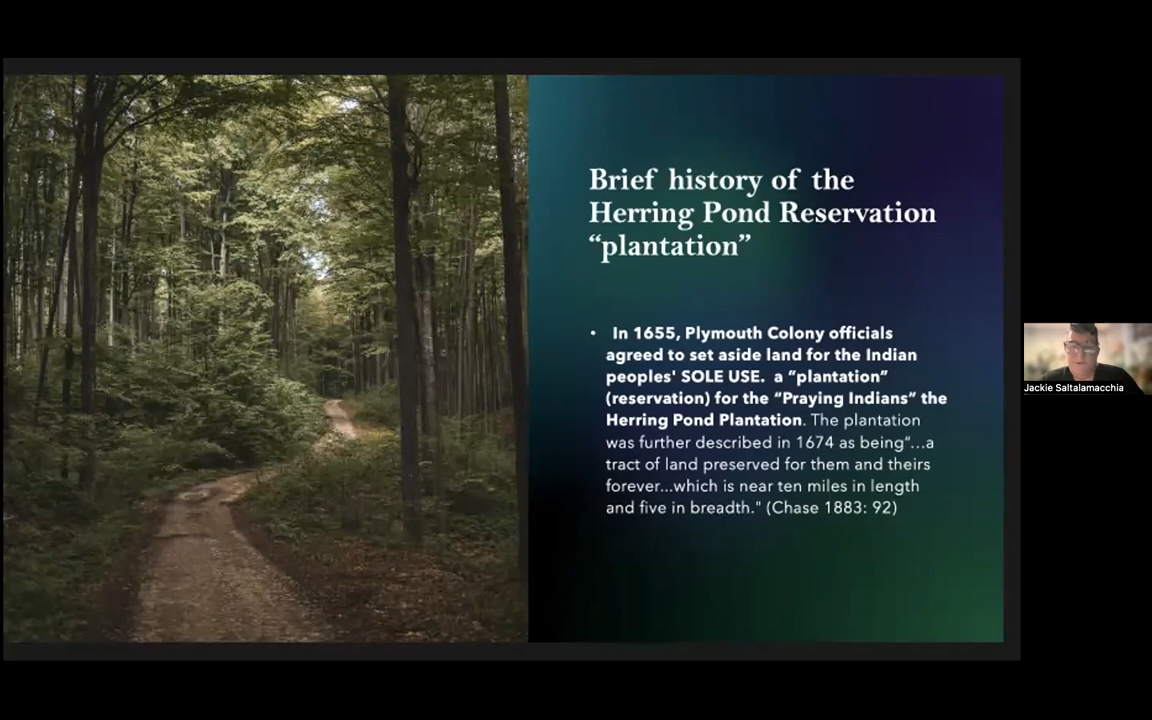 Brief history of the
Herring Pond Reservation
“plantation”
• In 1655, Plymouth Colony officials
agreed to set aside land for the Indian
peoples' SOLE USE. a “plantation”
(reservation) for the “Praying Indians” the
Herring Pond Plantation. The plantation
was further described in 1674 as being“…a
tract of land preserved for them and theirs
forever...which is near ten miles in length
and five in breadth." (Chase 1883: 92)
Jackie Saltalamacchia